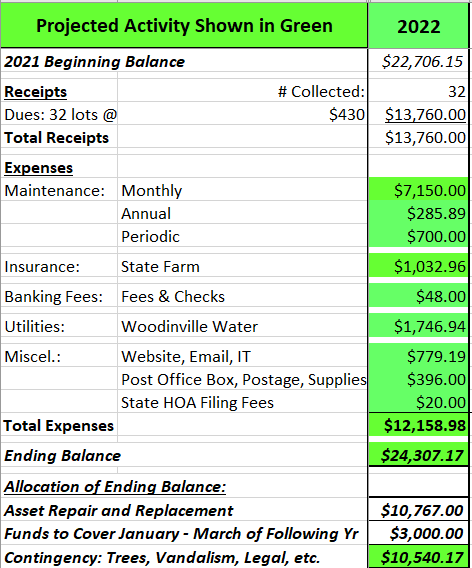 Projected Activity Shown in Green 2022
2021 Beginning Balance $22,706.15
Receipts # Collected: 32
Dues: 32 lots @ $430 $13,760.00
Total Receipts $13,760.00
Expenses
Maintenance: Monthly $7,150.00
Annual $285.89
Periodic $700.00
Insurance: State Farm $1,032.96
Banking Fees: Fees & Checks $48.00
Utilities: Woodinville Water $1,746.94
Miscel.: Website, Email, IT $779.19
Post Office Box, Postage, Supplies $396.00
State HOA Filing Fees $20.00
Total Expenses $12,158.98
Ending Balance $24,307.17
Allocation of Ending Balance:
Asset Repair and Replacement $10,767.00
Funds to Cover January - March of Following Yr $3,000.00
Contingency: Trees, Vandalism, Legal, etc. $10,540.17